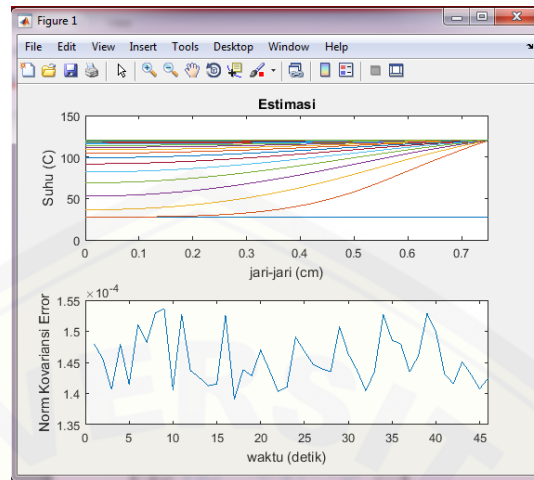 Figure 1
File Edit View Insert Tools Desktop Window Help
Estimasi
150
100
50
0
Suhu (C)
0 0.1 0.2 0.3 0.4 0.5 0.6 0.7
jari-jari (cm)
×10-4
1.55
1.5
1.45
1.4
1.35
Norm Kovariansi Error
0 5 10 15 20 25 30 35 40 45
waktu (detik)
VERSIT